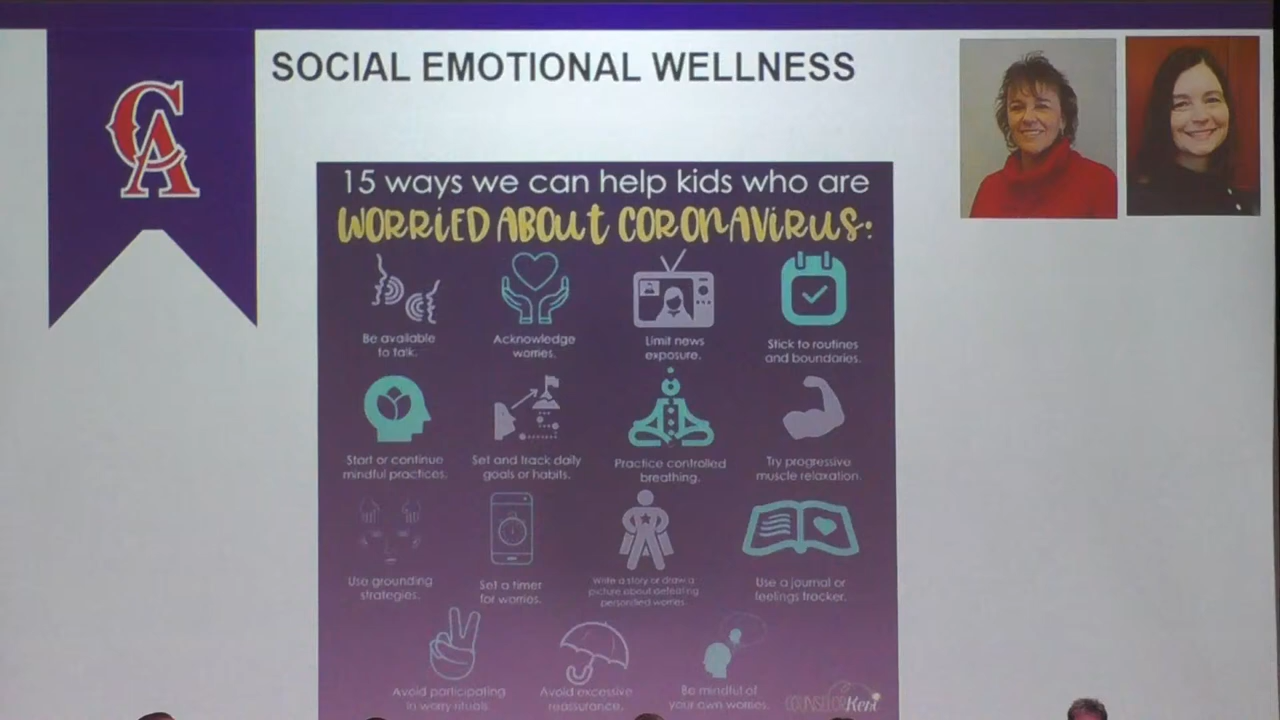 SOCIAL EMOTIONAL WELLNESS
CA
15 ways we can help kids who are
WORRIED ABOUT CORONAVIRUS:
Be available
to talk.
Acknowledge
worries.
Limit news
exposure.
Stick to routines
and boundaries.
Start or continue
mindful practices.
Set and track daily
goals or habits.
Practice controlled
breathing.
Try progressive
muscle relaxation.
Use grounding
strategies.
Set a timer
for worries.
Write a story or draw a
picture about defeating
personified worries.
Use a journal or
feelings tracker.
Avoid participating
in worry rituals.
Avoid excessive
reassurance.
Be mindful of
your own worries.
COUNSELOR Keri